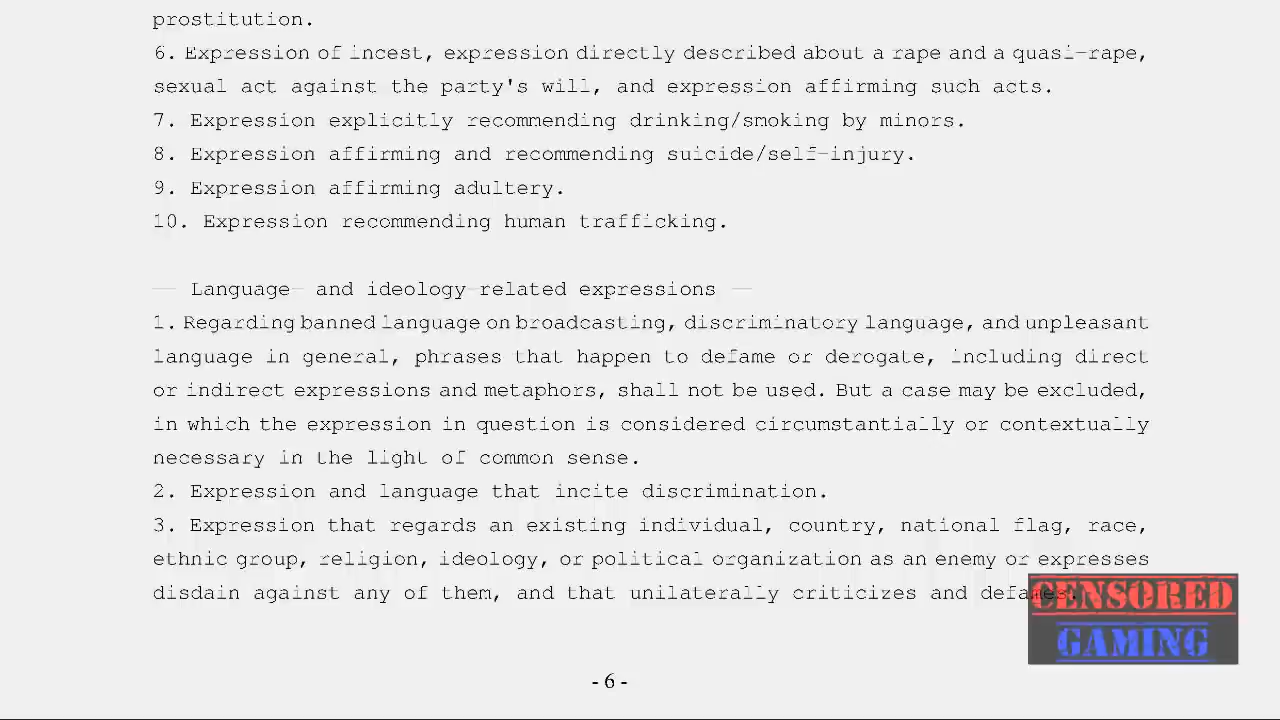 prostitution.
6. Expression of incest, expression directly described about a rape and a quasi-rape,
sexual act against the party's will, and expression affirming such acts.
7. Expression explicitly recommending drinking/smoking by minors.
8. Expression affirming and recommending suicide/self-injury.
9. Expression affirming adultery.
10. Expression recommending human trafficking.
— Language- and ideology-related expressions —
1. Regarding banned language on broadcasting, discriminatory language, and unpleasant
language in general, phrases that happen to defame or derogate, including direct
or indirect expressions and metaphors, shall not be used. But a case may be excluded,
in which the expression in question is considered circumstantially or contextually
necessary in the light of common sense.
2. Expression and language that incite discrimination.
3. Expression that regards an existing individual, country, national flag, race,
ethnic group, religion, ideology, or political organization as an enemy or expresses
disdain against any of them, and that unilaterally criticizes and defames.
CENSORED
GAMING
- 6 -